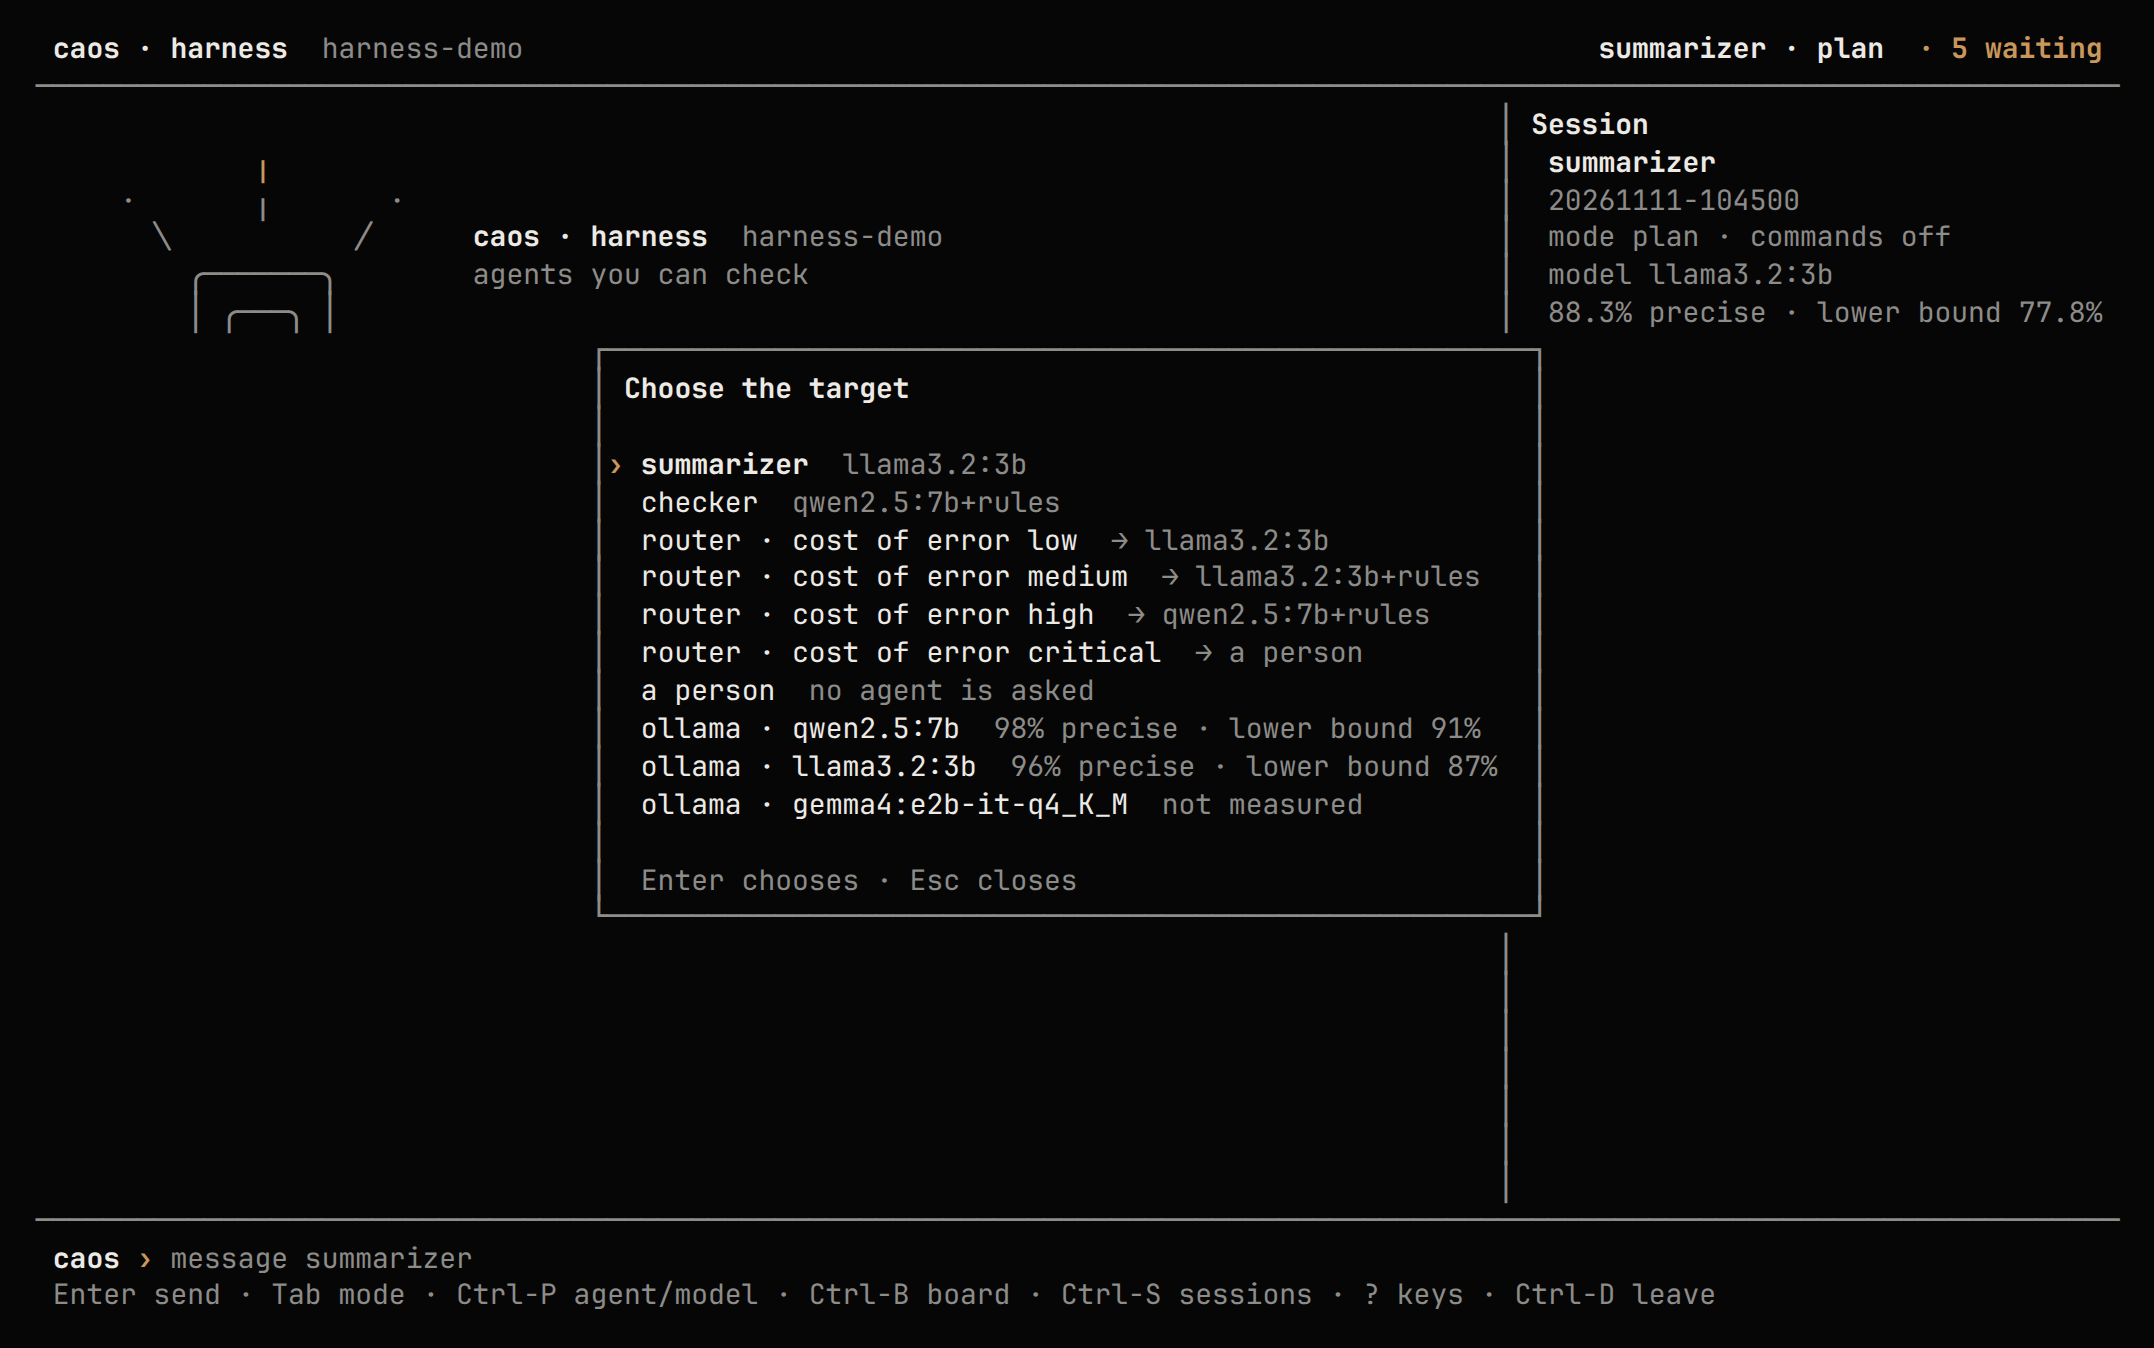 caos · harness  harness-demo
summarizer · plan  · 5 waiting
caos · harness  harness-demo
agents you can check
Session
summarizer
20261111-104500
mode plan · commands off
model llama3.2:3b
88.3% precise · lower bound 77.8%
Choose the target
› summarizer  llama3.2:3b
checker  qwen2.5:7b+rules
router · cost of error low  → llama3.2:3b
router · cost of error medium  → llama3.2:3b+rules
router · cost of error high  → qwen2.5:7b+rules
router · cost of error critical  → a person
a person  no agent is asked
ollama · qwen2.5:7b  98% precise · lower bound 91%
ollama · llama3.2:3b  96% precise · lower bound 87%
ollama · gemma4:e2b-it-q4_K_M  not measured
Enter chooses · Esc closes
caos › message summarizer
Enter send · Tab mode · Ctrl-P agent/model · Ctrl-B board · Ctrl-S sessions · ? keys · Ctrl-D leave